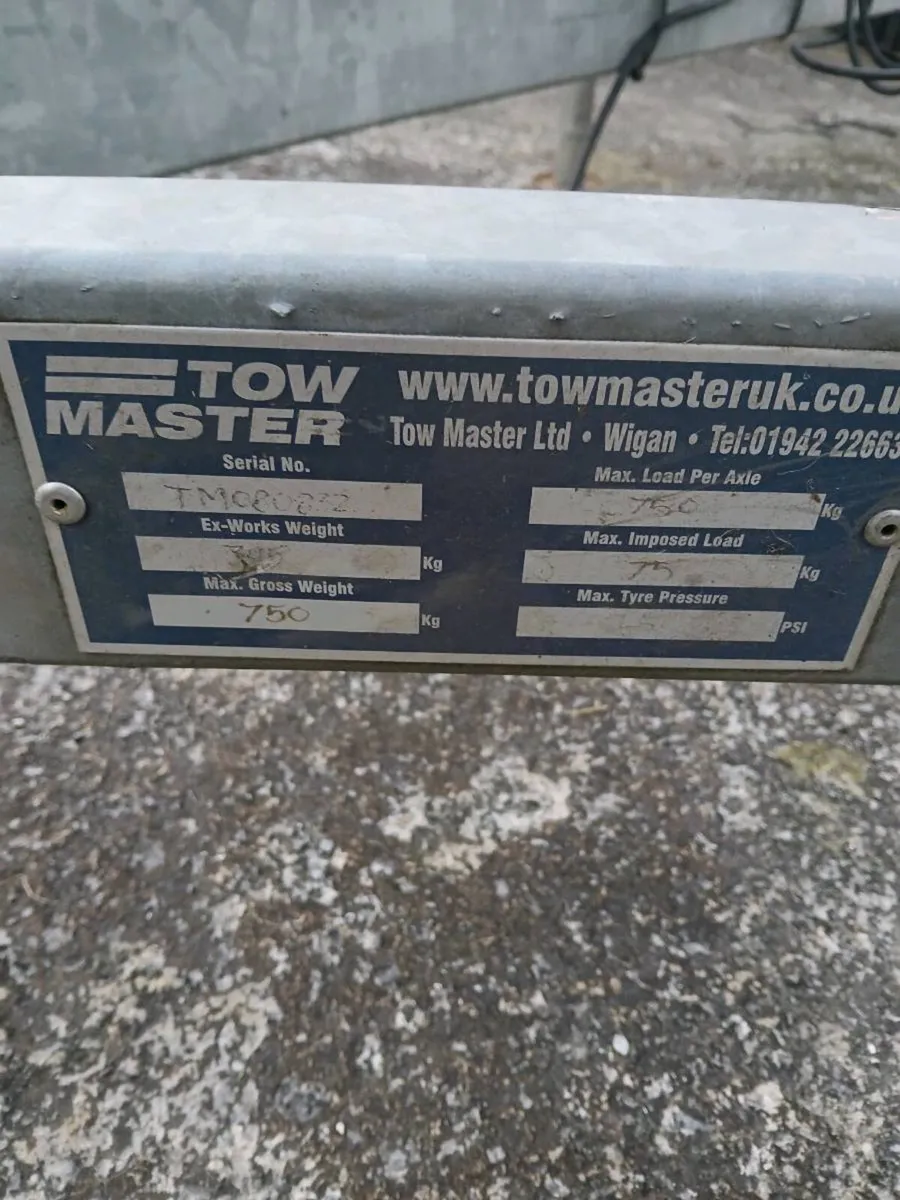 TOW
MASTER
www.towmasteruk.co.u
Tow Master Ltd • Wigan • Tel:01942 22663
Serial No.
Ex-Works Weight
Kg
Max. Gross Weight
750 Kg
Max. Load Per Axle
750 Kg
Max. Imposed Load
75 Kg
Max. Tyre Pressure
PSI